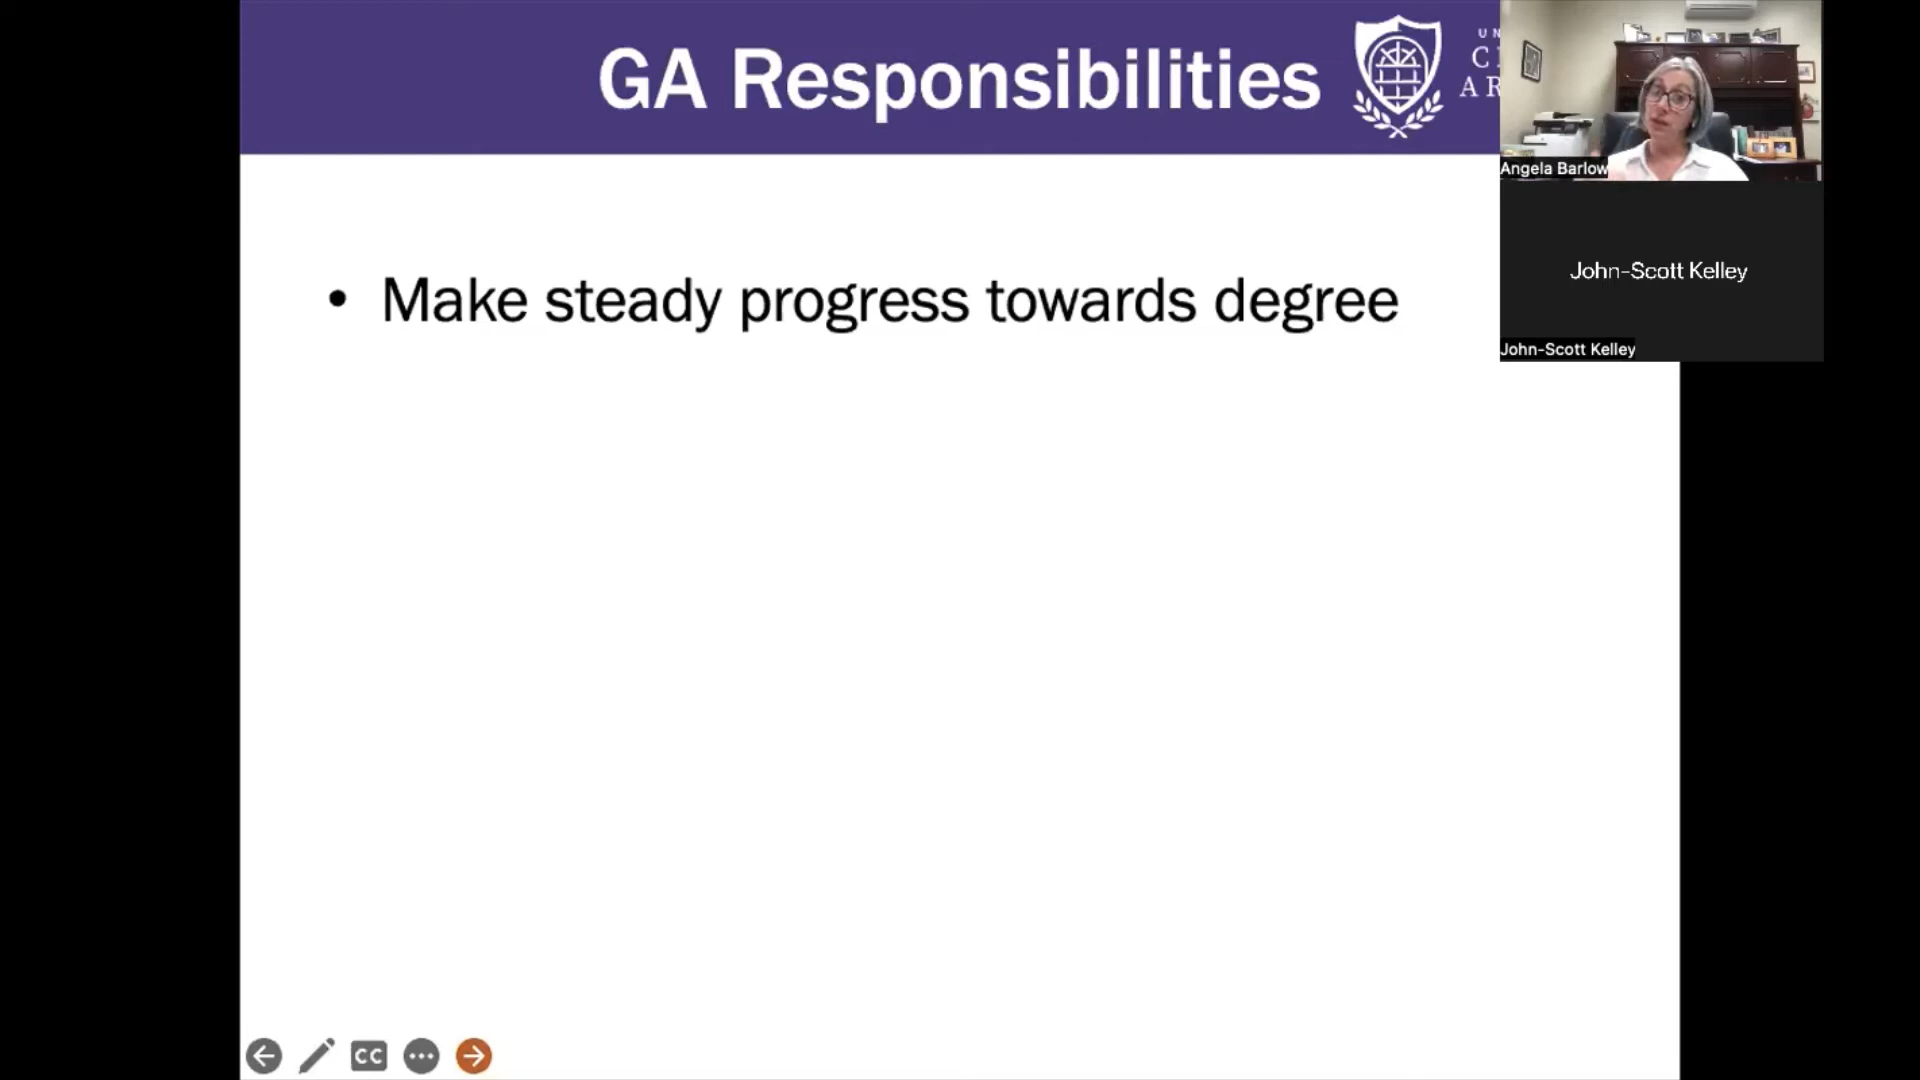 GA Responsibilities
Angela Barlow
John-Scott Kelley
John-Scott Kelley
• Make steady progress towards degree
CC